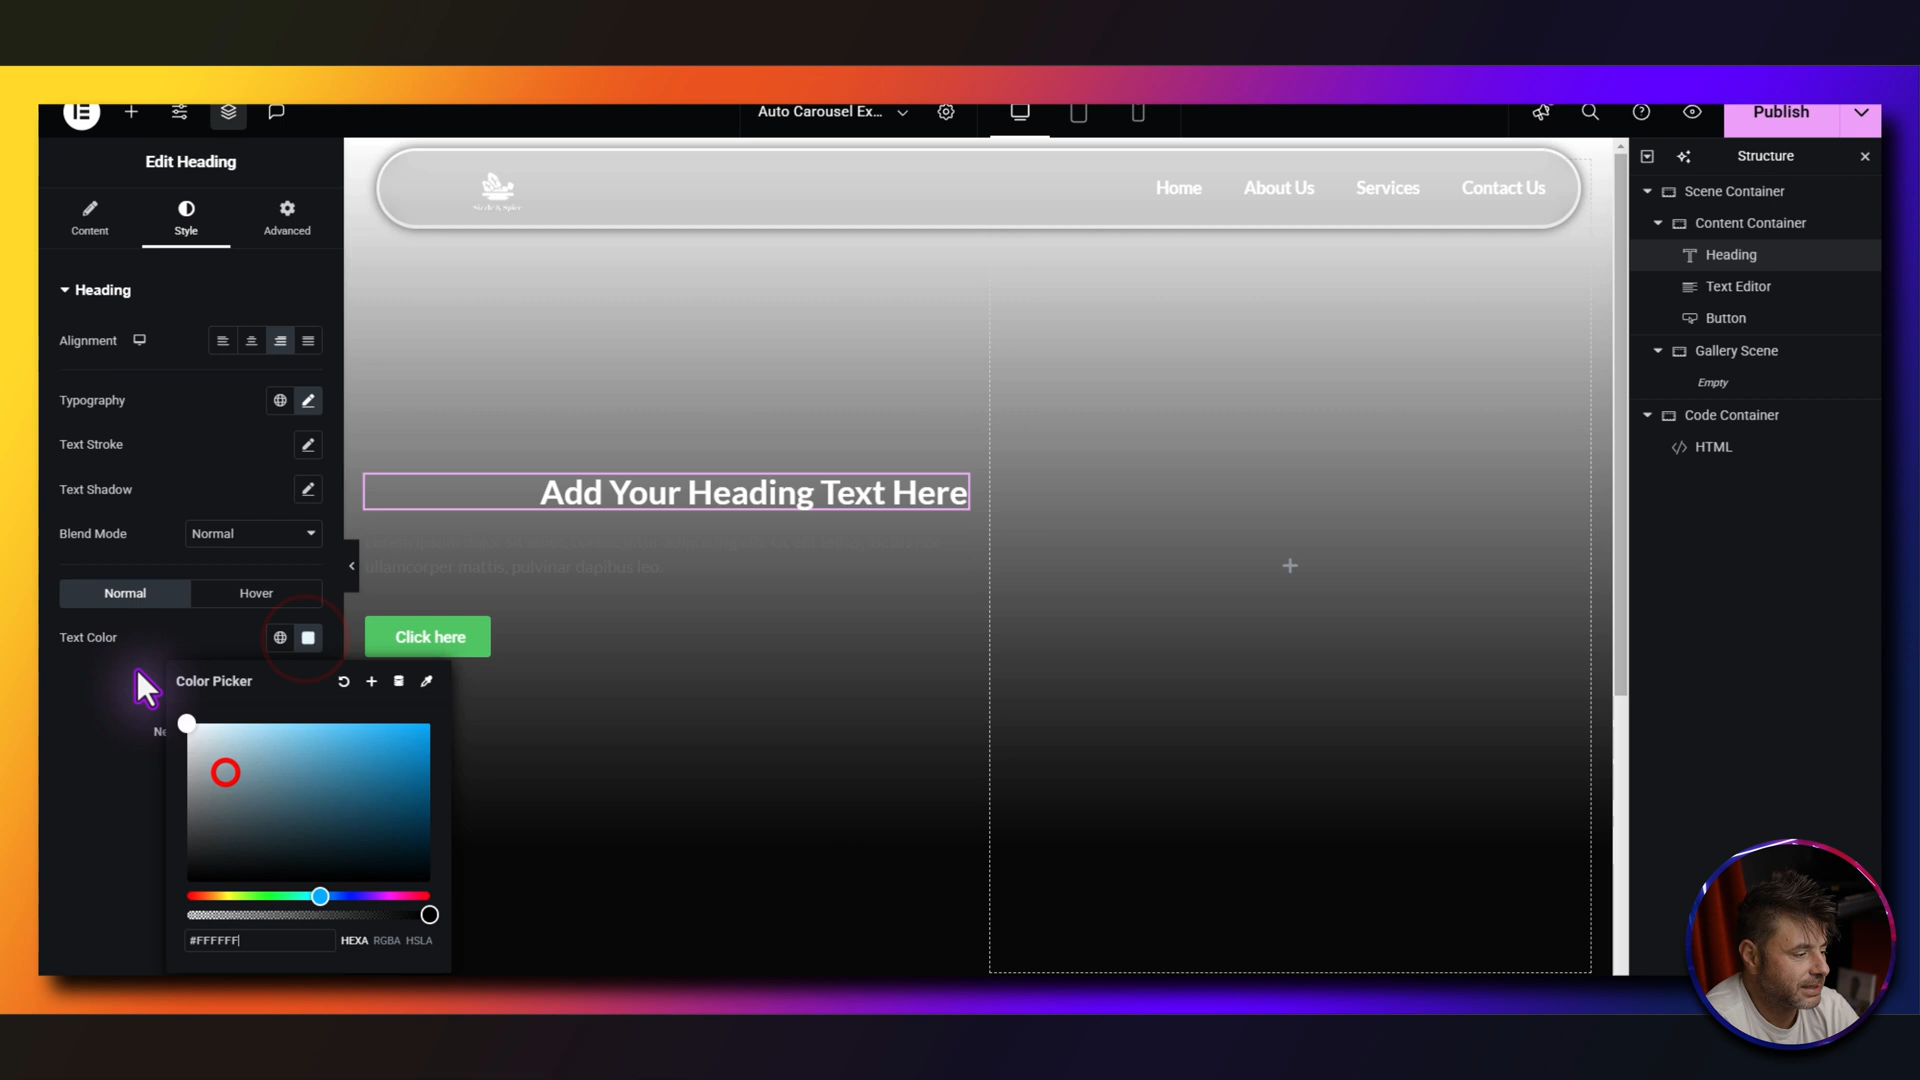 Auto Carousel Ex...
Publish
Edit Heading
Content
Style
Advanced
Heading
Alignment
Typography
Text Stroke
Text Shadow
Blend Mode
Normal
Normal
Hover
Text Color
Color Picker
Ne
#FFFFFF
HEXA RGBA HSLA
Home
About Us
Services
Contact Us
Add Your Heading Text Here
ullamcorper mattis, pulvinar dapibus leo.
Click here
Structure
Scene Container
Content Container
Heading
Text Editor
Button
Gallery Scene
Empty
Code Container
HTML